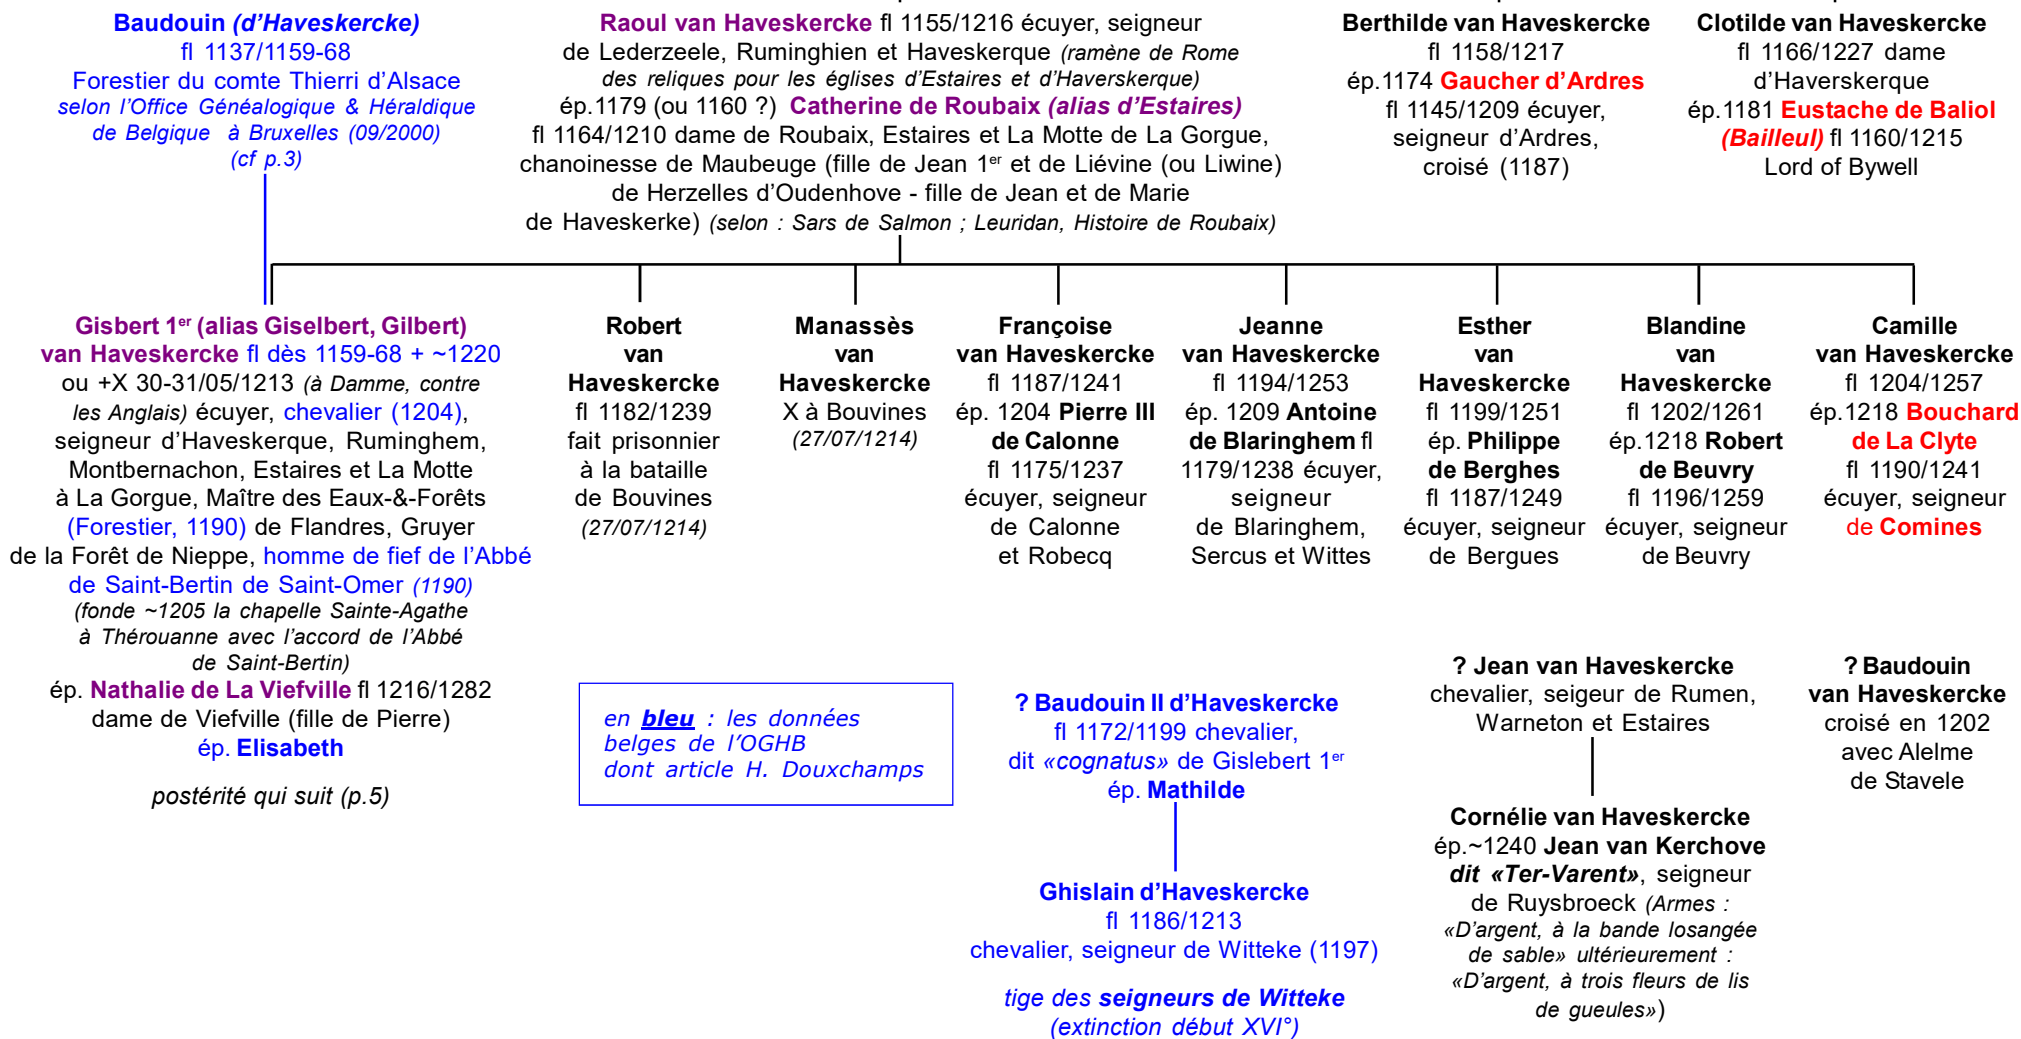 Baudouin (d'Haveskercke)
fl 1137/1159-68
Forestier du comte Thierri d'Alsace
selon l'Office Généalogique & Héraldique
de Belgique à Bruxelles (09/2000)
(cf p.3)
Raoul van Haveskercke fl 1155/1216 écuyer, seigneur
de Lederzeele, Ruminghien et Haveskerque (ramène de Rome
des reliques pour les églises d'Estaires et d'Haverskerque)
ép.1179 (ou 1160 ?) Catherine de Roubaix (alias d'Estaires)
fl 1164/1210 dame de Roubaix, Estaires et La Motte de La Gorgue,
chanoinesse de Maubeuge (fille de Jean 1er et de Liévine (ou Liwine)
de Herzelles d'Oudenhove - fille de Jean et de Marie
de Haveskerke) (selon : Sars de Salmon ; Leuridan, Histoire de Roubaix)
Berthilde van Haveskercke
fl 1158/1217
ép.1174 Gaucher d'Ardres
fl 1145/1209 écuyer,
seigneur d'Ardres,
croisé (1187)
Clotilde van Haveskercke
fl 1166/1227 dame
d'Haverskerque
ép.1181 Eustache de Baliol
(Bailleul) fl 1160/1215
Lord of Bywell
Gisbert 1er (alias Giselbert, Gilbert)
van Haveskercke fl dès 1159-68 + ~1220
ou +X 30-31/05/1213 (à Damme, contre
les Anglais) écuyer, chevalier (1204),
seigneur d'Haveskerque, Ruminghem,
Montbernachon, Estaires et La Motte
à La Gorgue, Maître des Eaux-&-Forêts
(Forestier, 1190) de Flandres, Gruyer
de la Forêt de Nieppe, homme de fief de l'Abbé
de Saint-Bertin de Saint-Omer (1190)
(fonde ~1205 la chapelle Sainte-Agathe
à Thérouanne avec l'accord de l'Abbé
de Saint-Bertin)
ép. Nathalie de La Viefville fl 1216/1282
dame de Viefville (fille de Pierre)
ép. Elisabeth
postérité qui suit (p.5)
Robert
van
Haveskercke
fl 1182/1239
fait prisonnier
à la bataille
de Bouvines
(27/07/1214)
Manassès
van
Haveskercke
X à Bouvines
(27/07/1214)
Françoise
van Haveskercke
fl 1187/1241
ép. 1204 Pierre III
de Calonne
fl 1175/1237
écuyer, seigneur
de Calonne
et Robecq
Jeanne
van Haveskercke
fl 1194/1253
ép. 1209 Antoine
de Blaringhem fl
1179/1238 écuyer,
seigneur
de Blaringhem,
Sercus et Wittes
Esther
van
Haveskercke
fl 1199/1251
ép. Philippe
de Berghes
fl 1187/1249
écuyer, seigneur
de Bergues
Blandine
van
Haveskercke
fl 1202/1261
ép.1218 Robert
de Beuvry
fl 1196/1259
écuyer, seigneur
de Beuvry
Camille
van Haveskercke
fl 1204/1257
ép.1218 Bouchard
de La Clyte
fl 1190/1241
écuyer, seigneur
de Comines
en bleu : les données
belges de l'OGHB
dont article H. Douxchamps
? Baudouin II d'Haveskercke
fl 1172/1199 chevalier,
dit «cognatus» de Gislebert 1er
ép. Mathilde
Ghislain d'Haveskercke
fl 1186/1213
chevalier, seigneur de Witteke (1197)
tige des seigneurs de Witteke
(extinction début XVI°)
? Jean van Haveskercke
chevalier, seigeur de Rumen,
Warneton et Estaires
Cornélie van Haveskercke
ép.~1240 Jean van Kerchove
dit «Ter-Varent», seigneur
de Ruysbroeck (Armes :
«D'argent, à la bande losangée
de sable» ultérieurement :
«D'argent, à trois fleurs de lis
de gueules»)
? Baudouin
van Haveskercke
croisé en 1202
avec Alelme
de Stavele